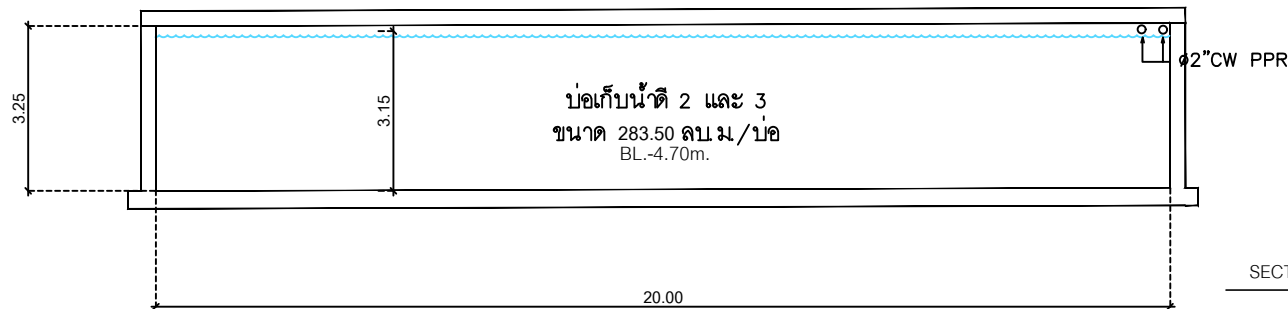 ø2"CW PPR
3.25
3.15
บ่อเก็บน้ำดี 2 และ 3
ขนาด 283.50 ลบ.ม./บ่อ
BL.-4.70m.
SECT
20.00